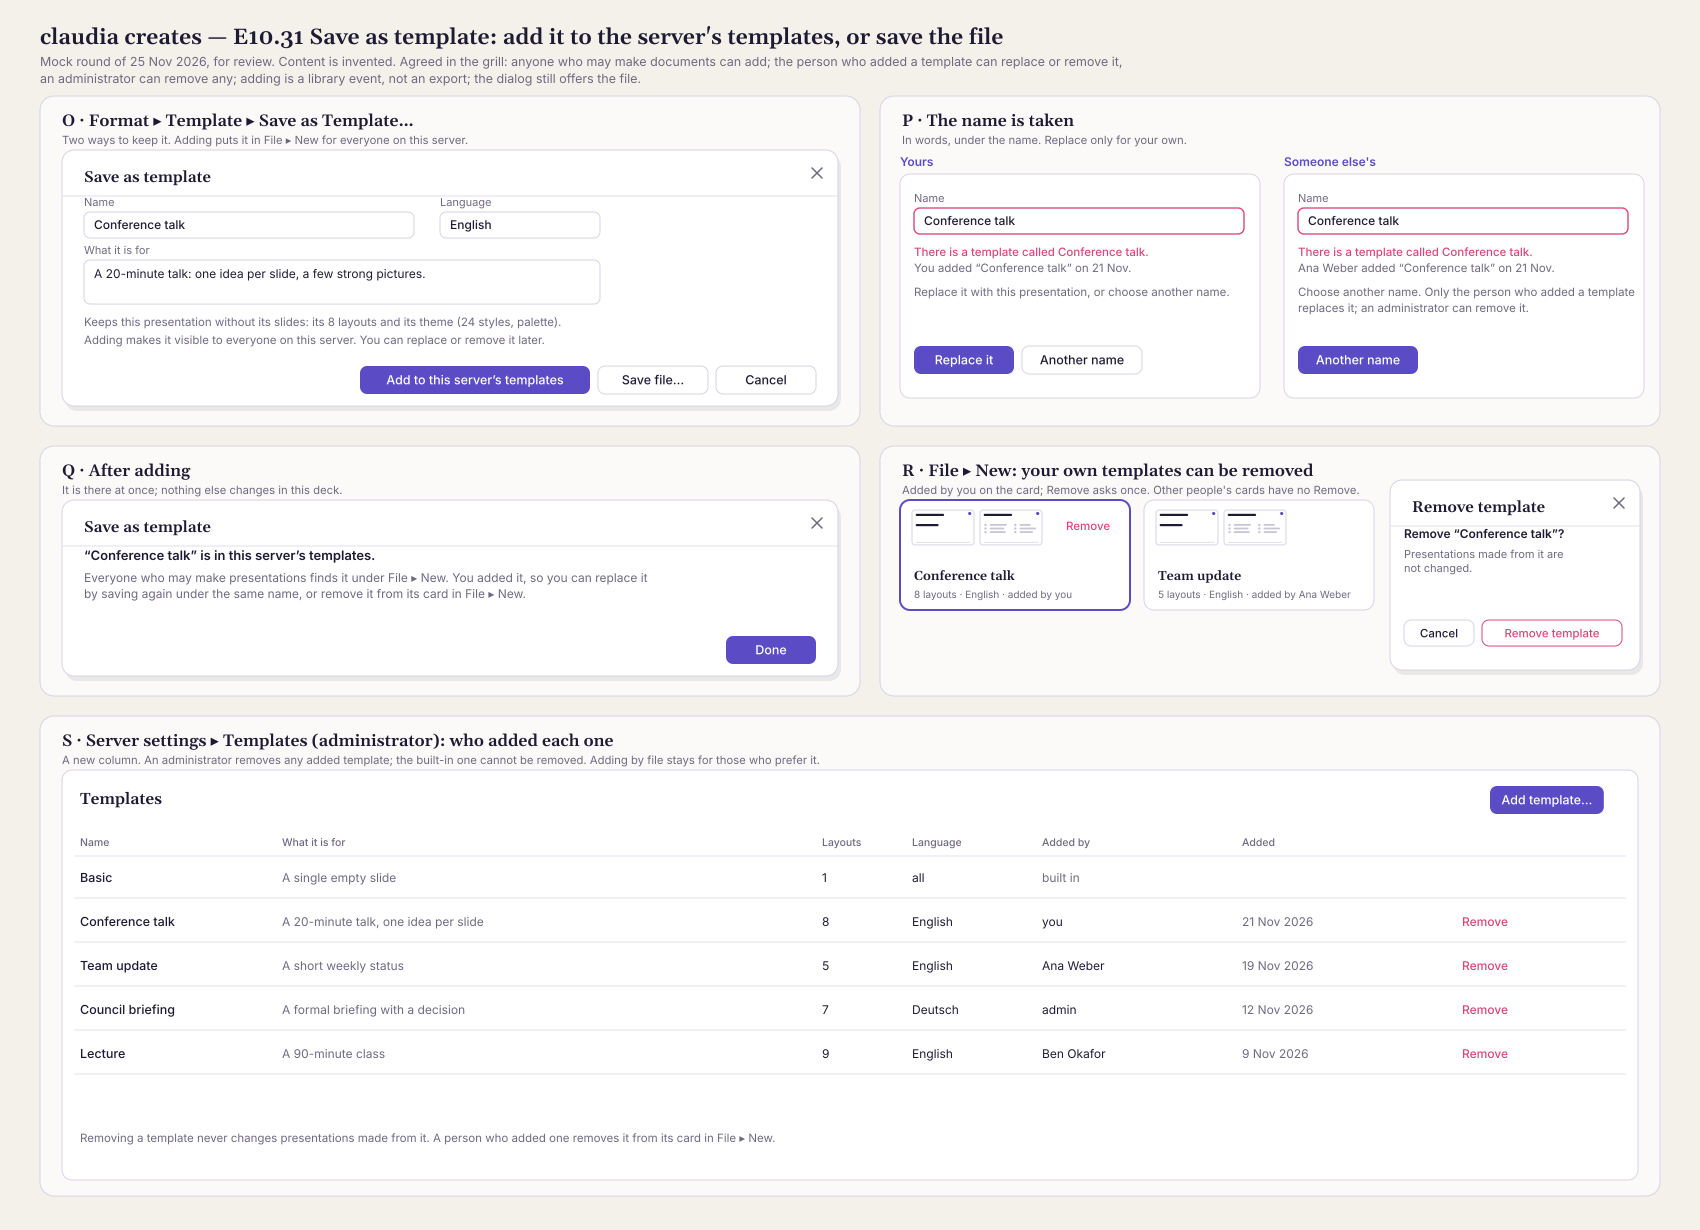 claudia creates — E10.31 Save as template: add it to the server's templates, or save the file
Mock round of 25 Nov 2026, for review. Content is invented. Agreed in the grill: anyone who may make documents can add; the person who added a template can replace or remove it,
an administrator can remove any; adding is a library event, not an export; the dialog still offers the file.
O · Format ▸ Template ▸ Save as Template…
Two ways to keep it. Adding puts it in File ▸ New for everyone on this server.
Save as template
Name
Language
Conference talk
English
What it is for
A 20-minute talk: one idea per slide, a few strong pictures.
Keeps this presentation without its slides: its 8 layouts and its theme (24 styles, palette).
Adding makes it visible to everyone on this server. You can replace or remove it later.
Add to this server’s templates
Save file…
Cancel
P · The name is taken
In words, under the name. Replace only for your own.
Yours
Name
Conference talk
There is a template called Conference talk.
You added “Conference talk” on 21 Nov.
Replace it with this presentation, or choose another name.
Replace it
Another name
Someone else's
Name
Conference talk
There is a template called Conference talk.
Ana Weber added “Conference talk” on 21 Nov.
Choose another name. Only the person who added a template
replaces it; an administrator can remove it.
Another name
Q · After adding
It is there at once; nothing else changes in this deck.
Save as template
“Conference talk” is in this server’s templates.
Everyone who may make presentations finds it under File ▸ New. You added it, so you can replace it
by saving again under the same name, or remove it from its card in File ▸ New.
Done
R · File ▸ New: your own templates can be removed
Added by you on the card; Remove asks once. Other people's cards have no Remove.
Remove
Conference talk
8 layouts · English · added by you
Team update
5 layouts · English · added by Ana Weber
Remove template
Remove “Conference talk”?
Presentations made from it are
not changed.
Cancel
Remove template
S · Server settings ▸ Templates (administrator): who added each one
A new column. An administrator removes any added template; the built-in one cannot be removed. Adding by file stays for those who prefer it.
Templates
Add template…
Name What it is for Layouts Language Added by Added
Basic A single empty slide 1 all built in
Conference talk A 20-minute talk, one idea per slide 8 English you 21 Nov 2026 Remove
Team update A short weekly status 5 English Ana Weber 19 Nov 2026 Remove
Council briefing A formal briefing with a decision 7 Deutsch admin 12 Nov 2026 Remove
Lecture A 90-minute class 9 English Ben Okafor 9 Nov 2026 Remove
Removing a template never changes presentations made from it. A person who added one removes it from its card in File ▸ New.